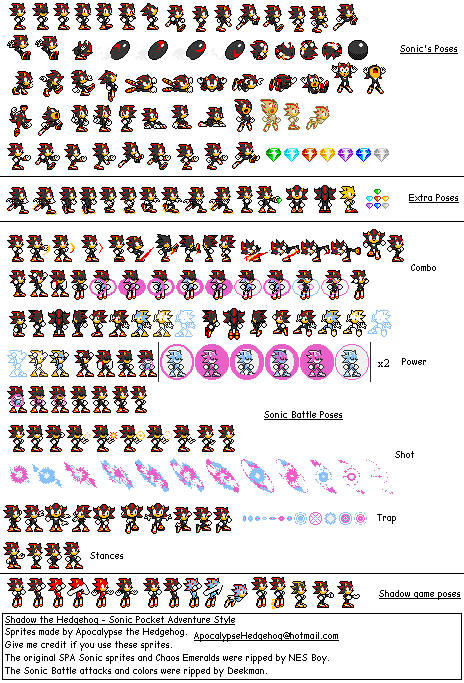 Sonic's Poses
Extra Poses
Combo
Power
x2
Sonic Battle Poses
Shot
Trap
Stances
Shadow game poses
Shadow the Hedgehog - Sonic Pocket Adventure Style
Sprites made by Apocalypse the Hedgehog. ApocalypseHedgehog@hotmail.com
Give me credit if you use these sprites.
The original SPA Sonic sprites and Chaos Emeralds were ripped by NES Boy.
The Sonic Battle attacks and colors were ripped by Deekman.